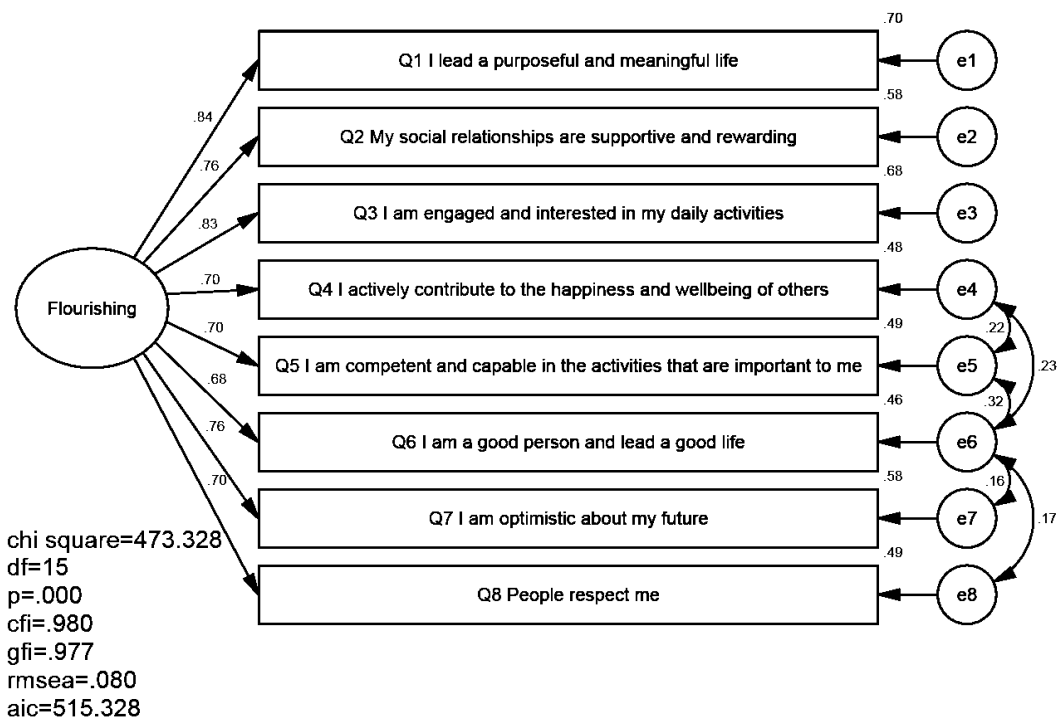 .70
Q1 I lead a purposeful and meaningful life
e1
.84
.58
Q2 My social relationships are supportive and rewarding
e2
.76
.68
Q3 I am engaged and interested in my daily activities
e3
.83
.48
Flourishing
.70
Q4 I actively contribute to the happiness and wellbeing of others
e4
.22
.23
.49
.70
Q5 I am competent and capable in the activities that are important to me
e5
.32
.46
.68
Q6 I am a good person and lead a good life
e6
.16
.17
.58
.76
Q7 I am optimistic about my future
e7
.49
.70
Q8 People respect me
e8
chi square=473.328
df=15
p=.000
cfi=.980
gfi=.977
rmsea=.080
aic=515.328